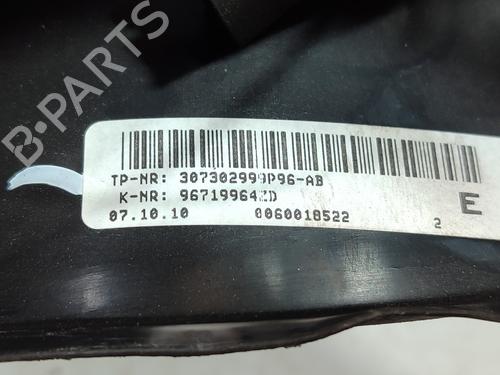 B-PARTS
TP-NR: 307302999P96-AB
K-NR: 96719964ZD
07.10.10 0060018522 2 E